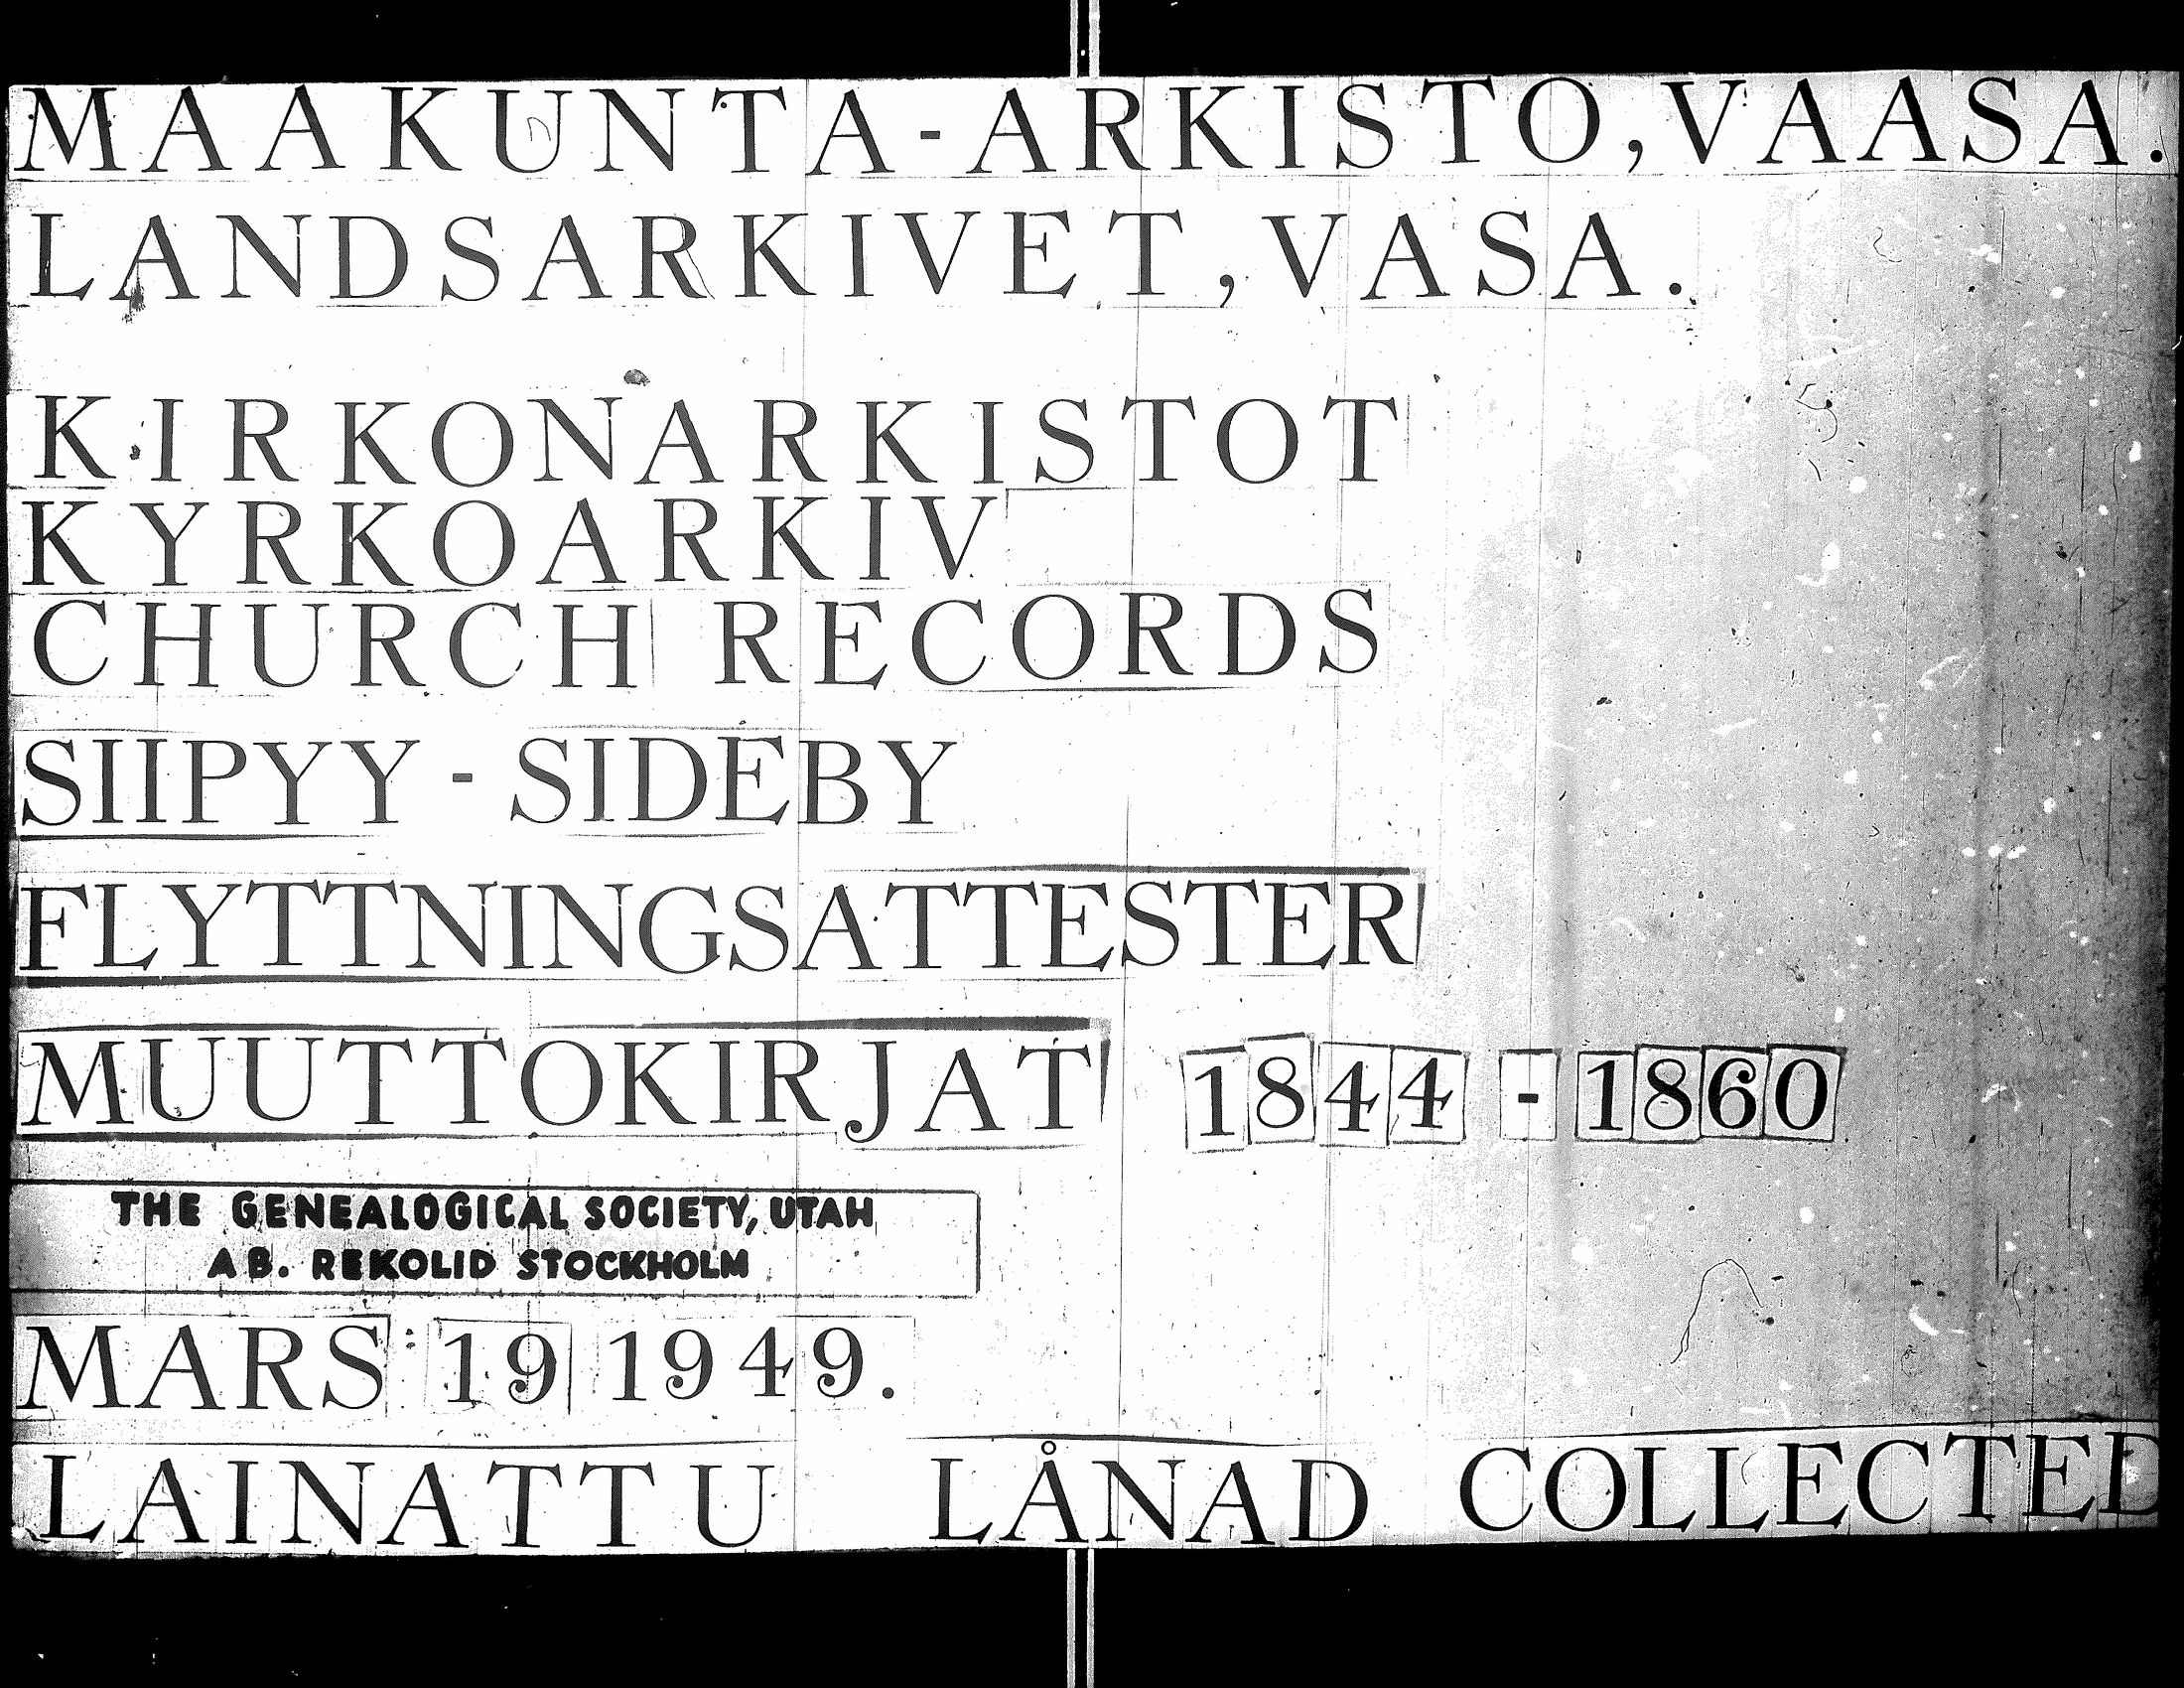 MAAKUNTA-ARKISTO, VAASA.
LANDSARKIVET, VASA.
KIRKONARKISTOT
KYRKOARKIV
CHURCH RECORDS
SIIPYY - SIDEBY
FLYTTNINGSATTESTER
MUUTTOKIRJAT 1844 - 1860
THE GENEALOGICAL SOCIETY, UTAH
AB. REKOLID STOCKHOLM
MARS 19 1949.
LAINATTU LÅNAD COLLECTED